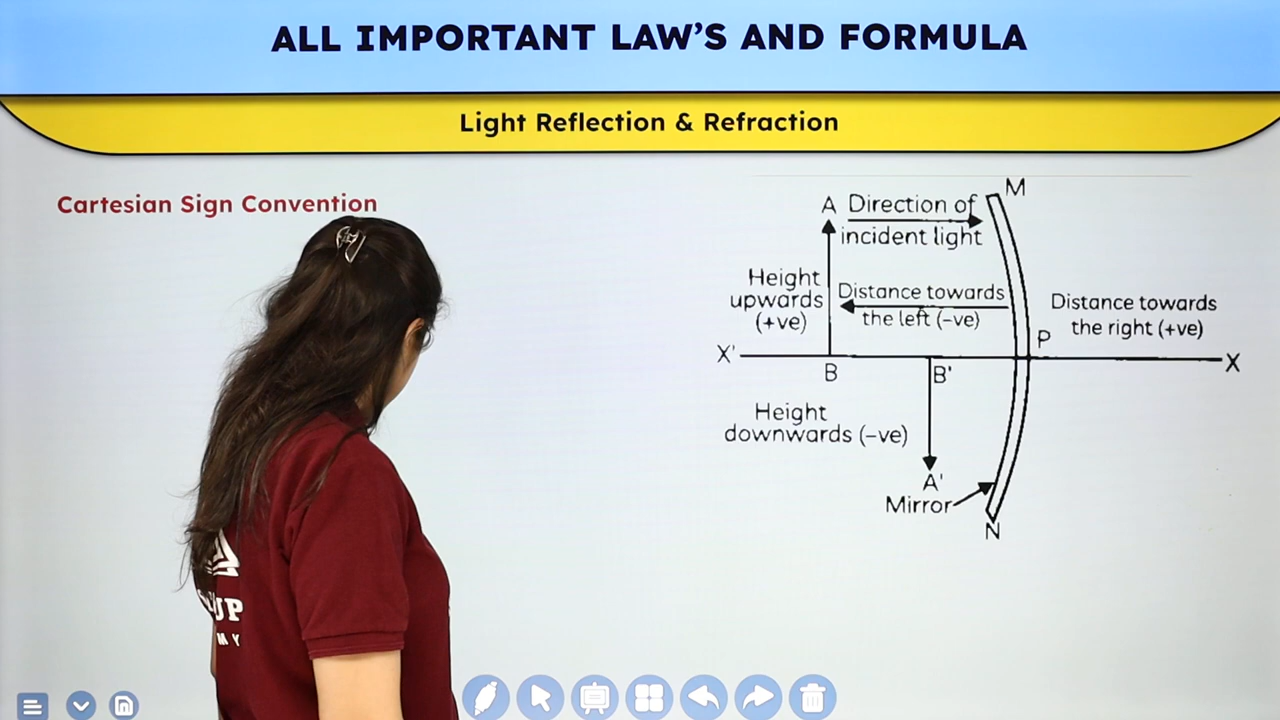 ALL IMPORTANT LAW'S AND FORMULA
Light Reflection & Refraction
Cartesian Sign Convention
M
A
Direction of
incident light
Height
upwards
(+ve)
Distance towards
the left (-ve)
Distance towards
the right (+ve)
P
X'
X
B
B'
Height
downwards (-ve)
A'
Mirror
N
UP
M Y